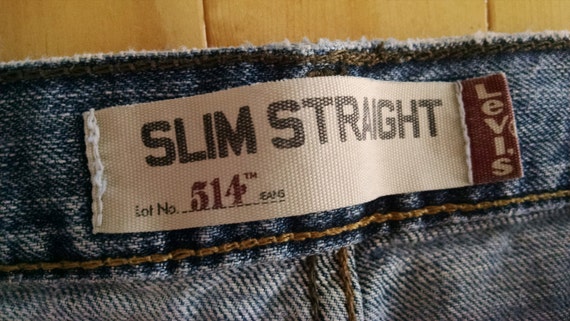 SLIM STRAIGHT
Lot No. 514™ JEANS
Levi's